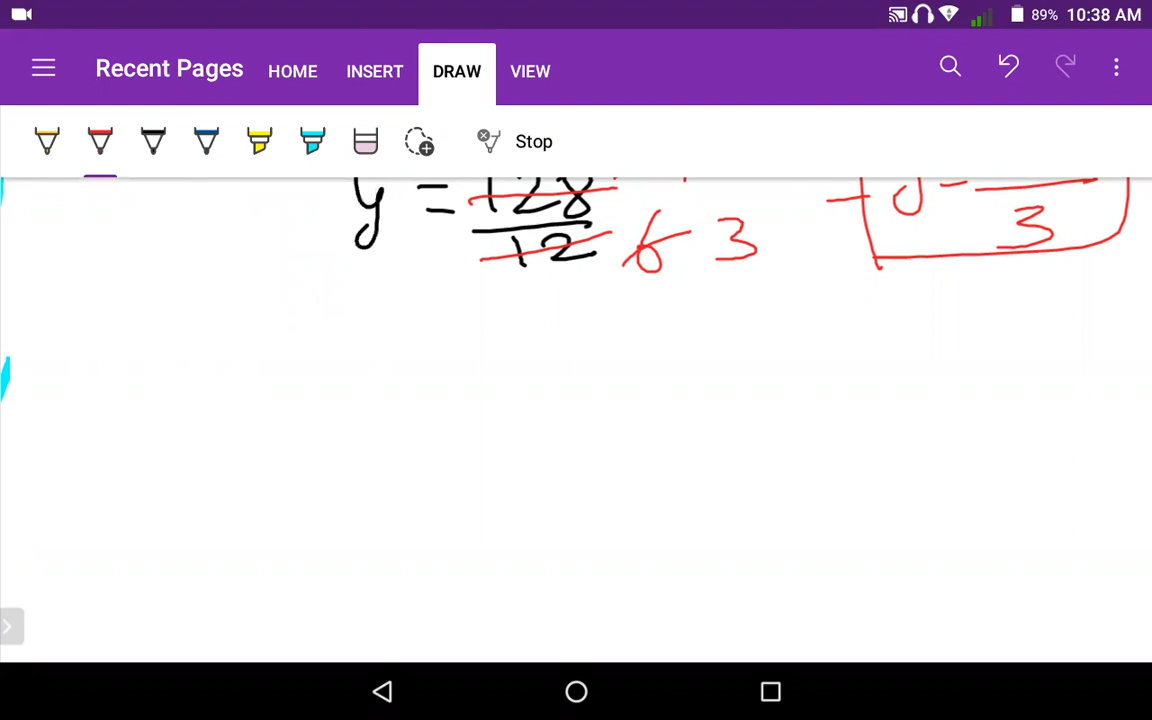 89% 10:38 AM
Recent Pages HOME INSERT DRAW VIEW
Stop
y = 128
12 6 3
y =
3